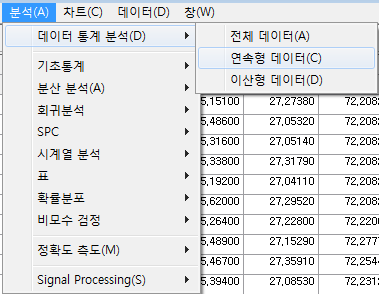 분석(A) 차트(C) 데이터(D) 창(W)
데이터 통계 분석(D) 전체 데이터(A)
연속형 데이터(C)
기초통계 이산형 데이터(D)
분산 분석(A) 5,15100 27,27380 72,208
회귀분석 5,48600 27,05320 72,208
SPC 5,31600 27,05140 72,208
시계열 분석 5,33800 27,31790 72,208
표 5,19200 27,04110 72,208
확률분포 5,62000 27,29520 72,208
비모수 검정 5,26400 27,22800 72,220
정확도 측도(M) 5,48900 27,15290 72,277
5,46700 27,35910 72,254
Signal Processing(S) 5,39400 27,08530 72,231